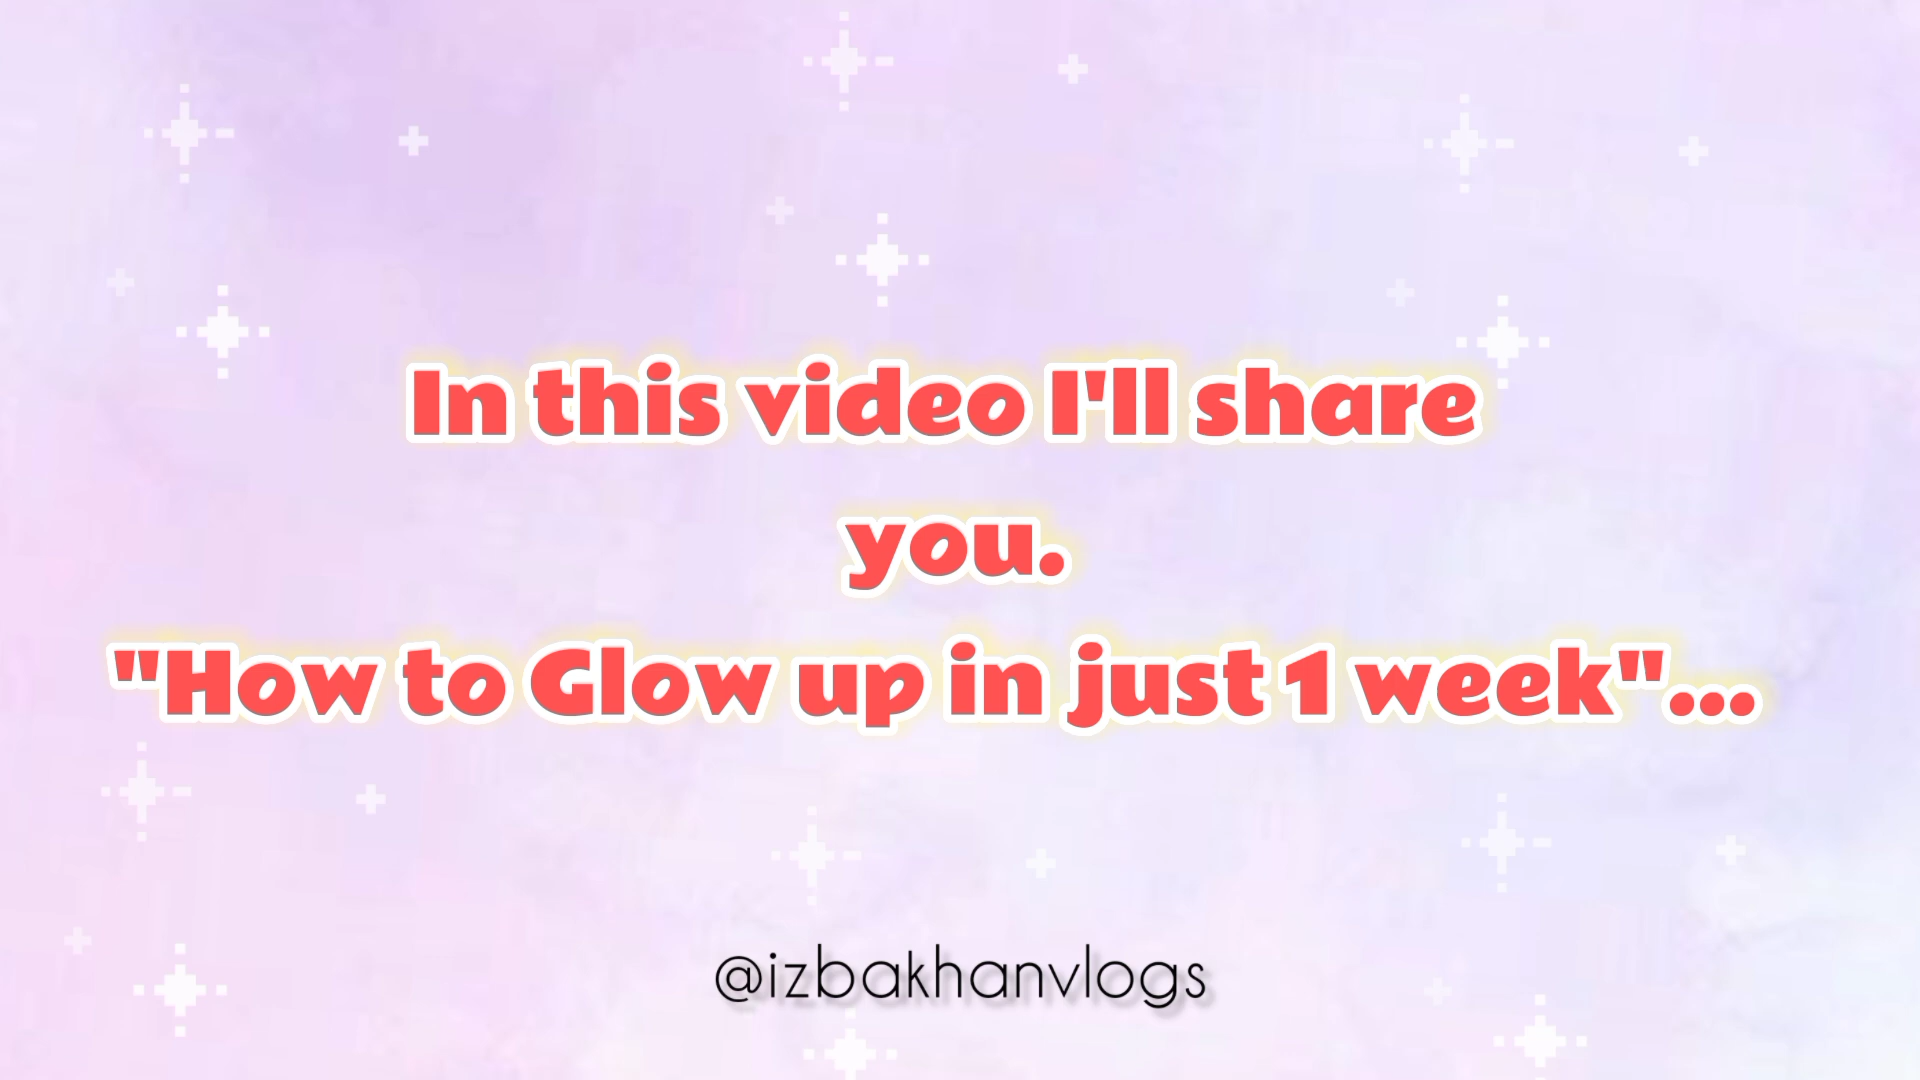 In this video I'll share
you.
"How to Glow up in just 1 week"...
@izbakhanvlogs